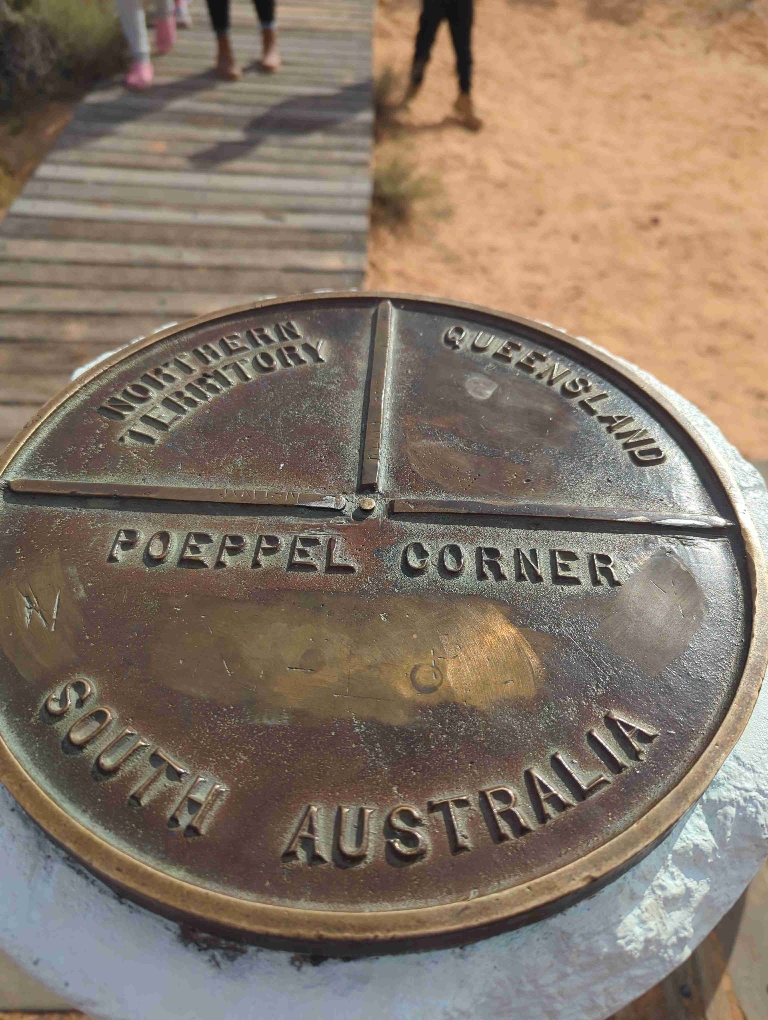 NORTHERN
TERRITORY
QUEENSLAND
POEPPEL CORNER
SOUTH AUSTRALIA